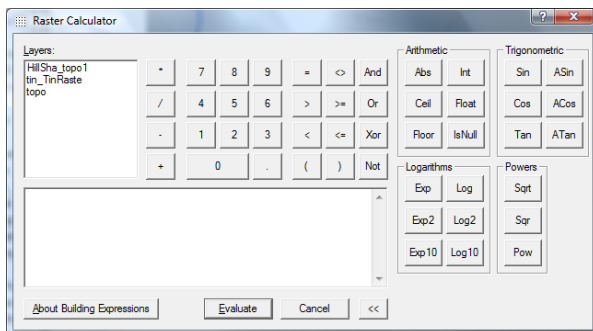 Raster Calculator
Layers:
HillSha_topo1
tin_TinRaste
topo
* 7 8 9 = <> And
/ 4 5 6 > >= Or
- 1 2 3 < <= Xor
+ 0 . ( ) Not
Arithmetic
Abs Int
Ceil Float
Floor IsNull
Trigonometric
Sin ASin
Cos ACos
Tan ATan
Logarithms
Exp Log
Exp2 Log2
Exp10 Log10
Powers
Sqrt
Sqr
Pow
About Building Expressions Evaluate Cancel <<